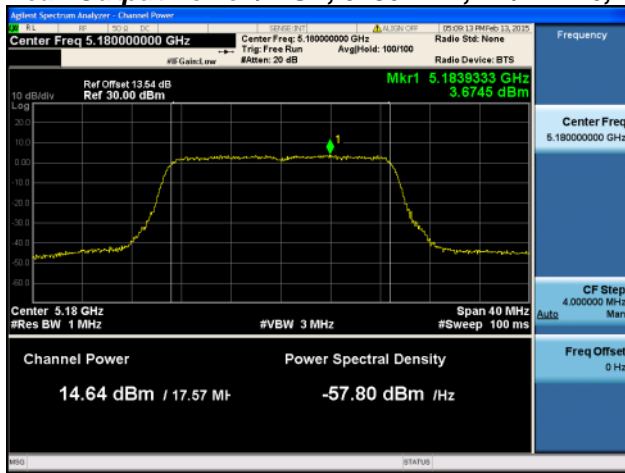 Agilent Spectrum Analyzer - Channel Power
RL RF 50 Ω DC SENSE:INT ALIGN OFF 05:09:13 PM Feb 13, 2015
Center Freq 5.180000000 GHz
Center Freq: 5.180000000 GHz
Radio Std: None
Trig: Free Run Avg|Hold: 100/100
#IFGain:Low #Atten: 20 dB Radio Device: BTS
Frequency
Mkr1 5.1839333 GHz
3.6745 dBm
Ref Offset 13.54 dB
10 dB/div Ref 30.00 dBm
Log
20.0
10.0
0.00
-10.0
-20.0
-30.0
-40.0
-50.0
-60.0
1
Center 5.18 GHz Span 40 MHz
#Res BW 1 MHz #VBW 3 MHz #Sweep 100 ms
Channel Power Power Spectral Density
14.64 dBm / 17.57 MH -57.80 dBm /Hz
Center Freq
5.180000000 GHz
CF Step
4.000000 MHz
Auto Man
Freq Offset
0 Hz
MSG STATUS